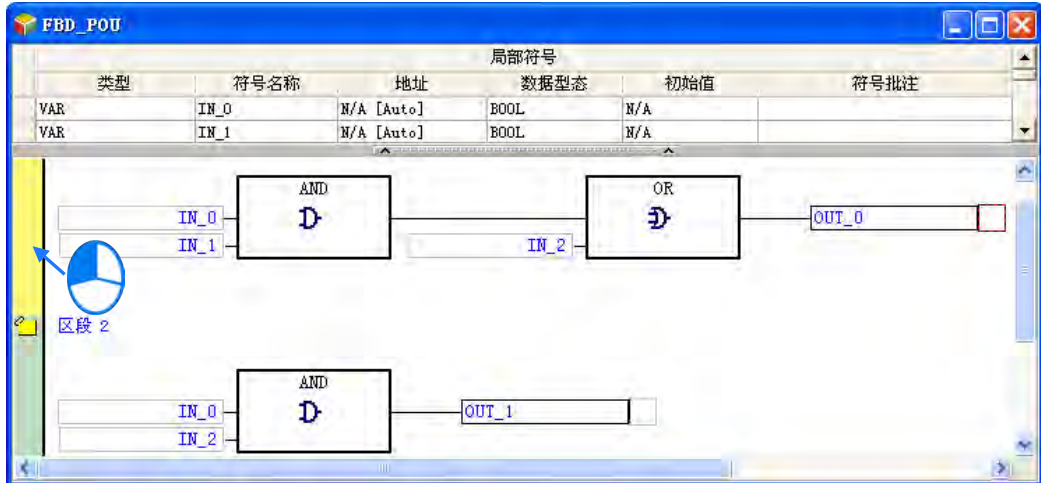 FBD_POU
局部符号
类型 符号名称 地址 数据型态 初始值 符号批注
VAR IN_0 N/A [Auto] BOOL N/A
VAR IN_1 N/A [Auto] BOOL N/A
AND OR
IN_0 OUT_0
IN_1 IN_2
区段 2
AND
IN_0 OUT_1
IN_2